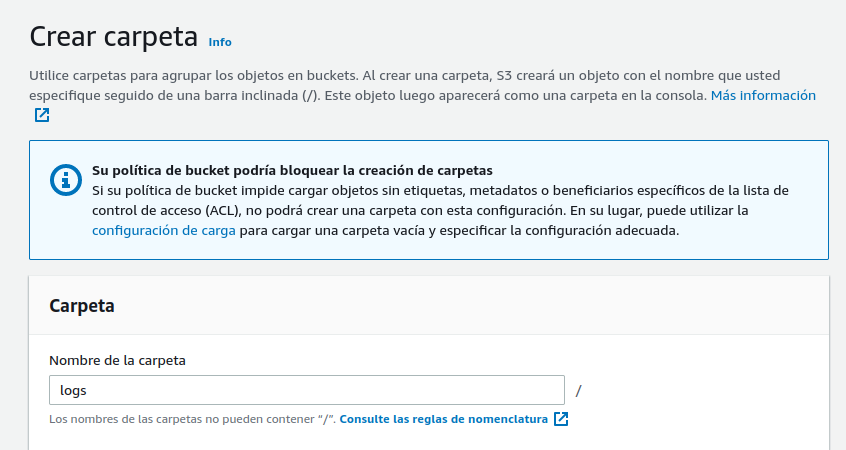 Crear carpeta Info
Utilice carpetas para agrupar los objetos en buckets. Al crear una carpeta, S3 creará un objeto con el nombre que usted
especifique seguido de una barra inclinada (/). Este objeto luego aparecerá como una carpeta en la consola. Más información
Su política de bucket podría bloquear la creación de carpetas
Si su política de bucket impide cargar objetos sin etiquetas, metadatos o beneficiarios específicos de la lista de
control de acceso (ACL), no podrá crear una carpeta con esta configuración. En su lugar, puede utilizar la
configuración de carga para cargar una carpeta vacía y especificar la configuración adecuada.
Carpeta
Nombre de la carpeta
logs /
Los nombres de las carpetas no pueden contener “/”. Consulte las reglas de nomenclatura